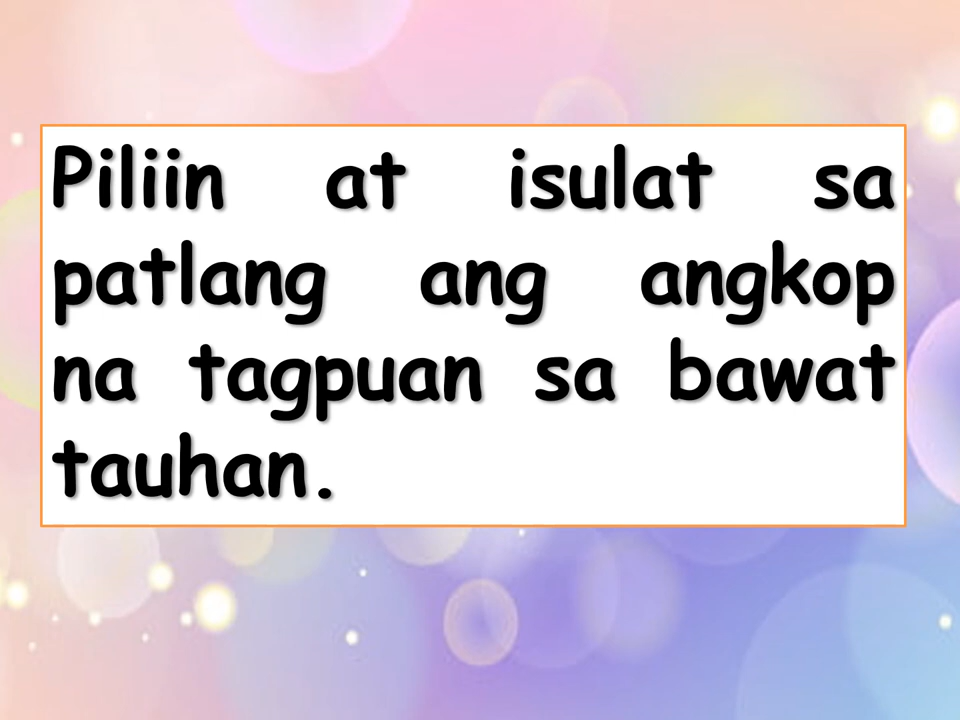 Piliin at isulat sa
patlang ang angkop
na tagpuan sa bawat
tauhan.